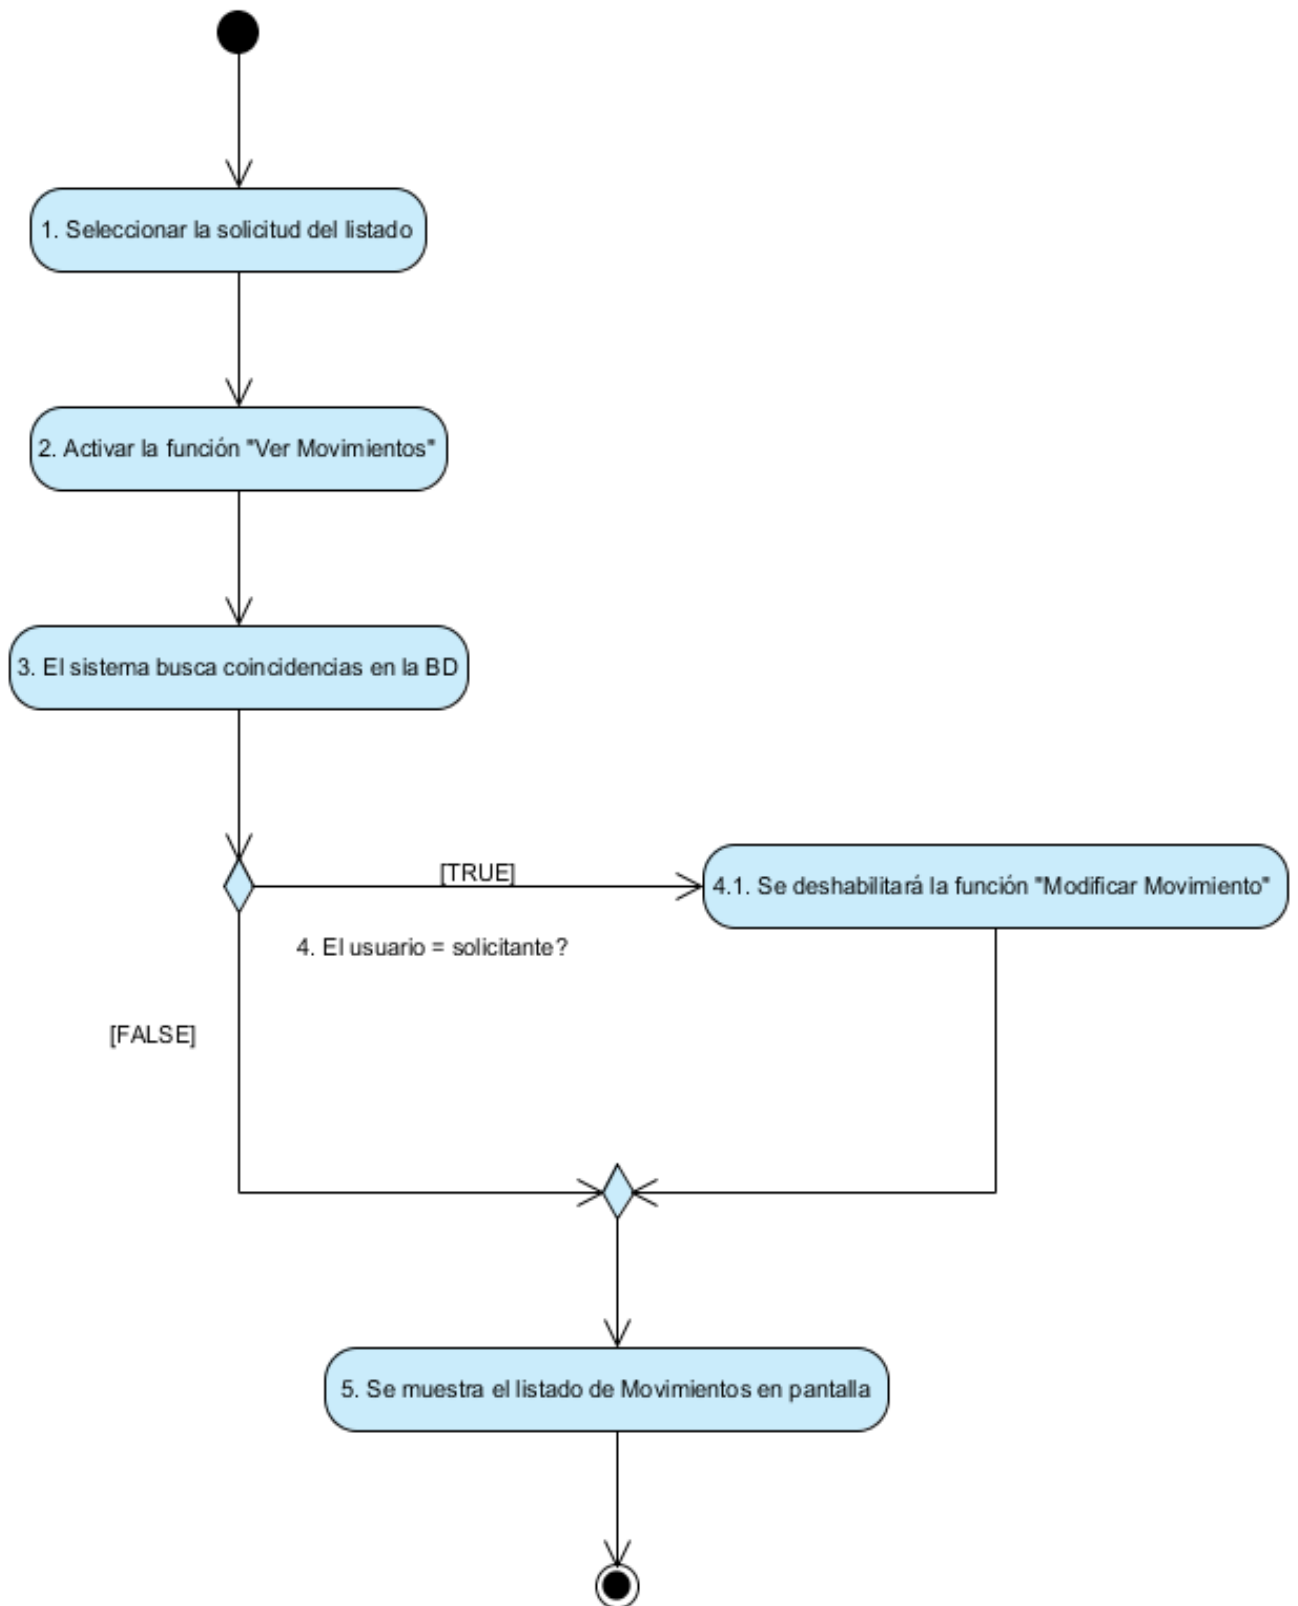 1. Seleccionar la solicitud del listado
2. Activar la función "Ver Movimientos"
3. El sistema busca coincidencias en la BD
[TRUE]
4.1. Se deshabilitará la función "Modificar Movimiento"
4. El usuario = solicitante?
[FALSE]
5. Se muestra el listado de Movimientos en pantalla